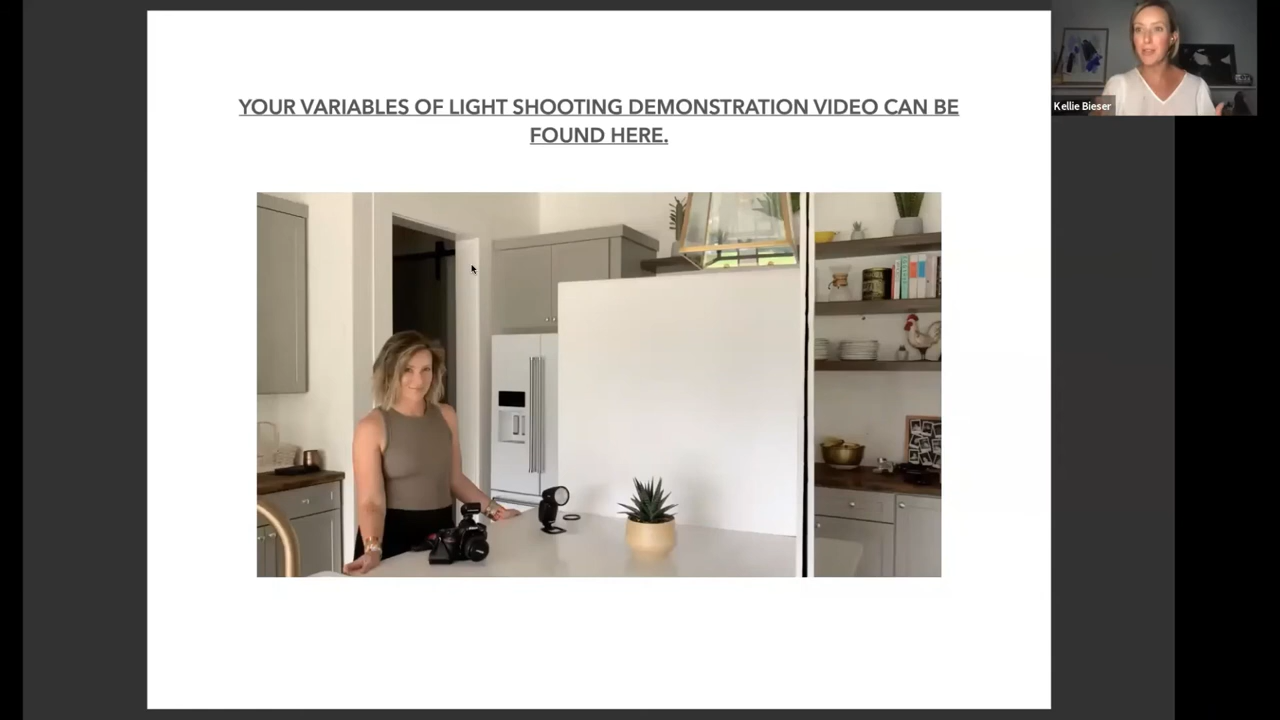 YOUR VARIABLES OF LIGHT SHOOTING DEMONSTRATION VIDEO CAN BE
FOUND HERE.
Kellie Bieser